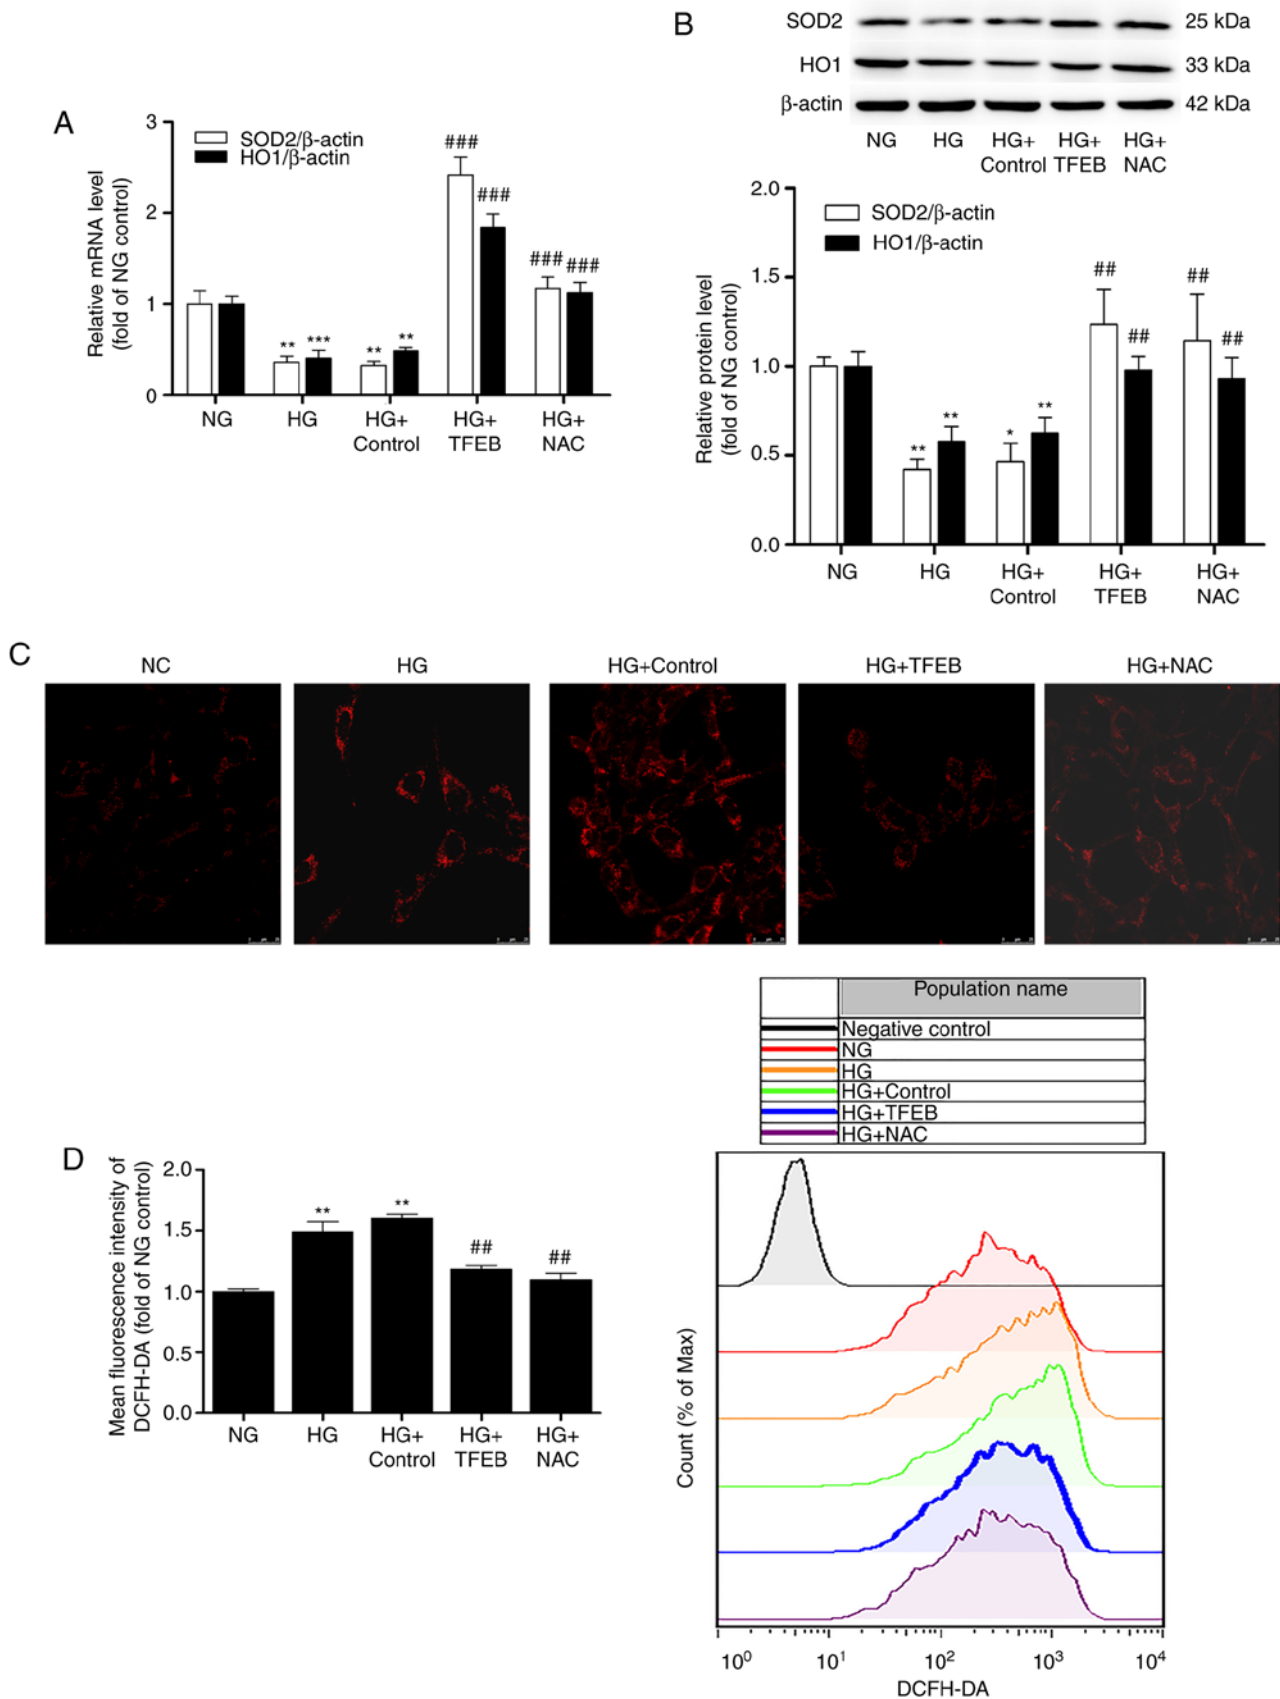 A
3
2
1
0
Relative mRNA level
(fold of NG control)
SOD2/β-actin
HO1/β-actin
** *** ** ** ### ### ### ###
NG HG HG+ HG+ HG+
Control TFEB NAC
B
SOD2 25 kDa
HO1 33 kDa
β-actin 42 kDa
NG HG HG+ HG+ HG+
Control TFEB NAC
2.0
1.5
1.0
0.5
0.0
Relative protein level
(fold of NG control)
SOD2/β-actin
HO1/β-actin
** ** * ** ## ## ## ##
NG HG HG+ HG+ HG+
Control TFEB NAC
C
NC HG HG+Control HG+TFEB HG+NAC
D
2.0
1.5
1.0
0.5
0.0
Mean fluorescence intensity of
DCFH-DA (fold of NG control)
** ** ## ##
NG HG HG+ HG+ HG+
Control TFEB NAC
Population name
Negative control
NG
HG
HG+Control
HG+TFEB
HG+NAC
Count (% of Max)
10⁰ 10¹ 10² 10³ 10⁴
DCFH-DA